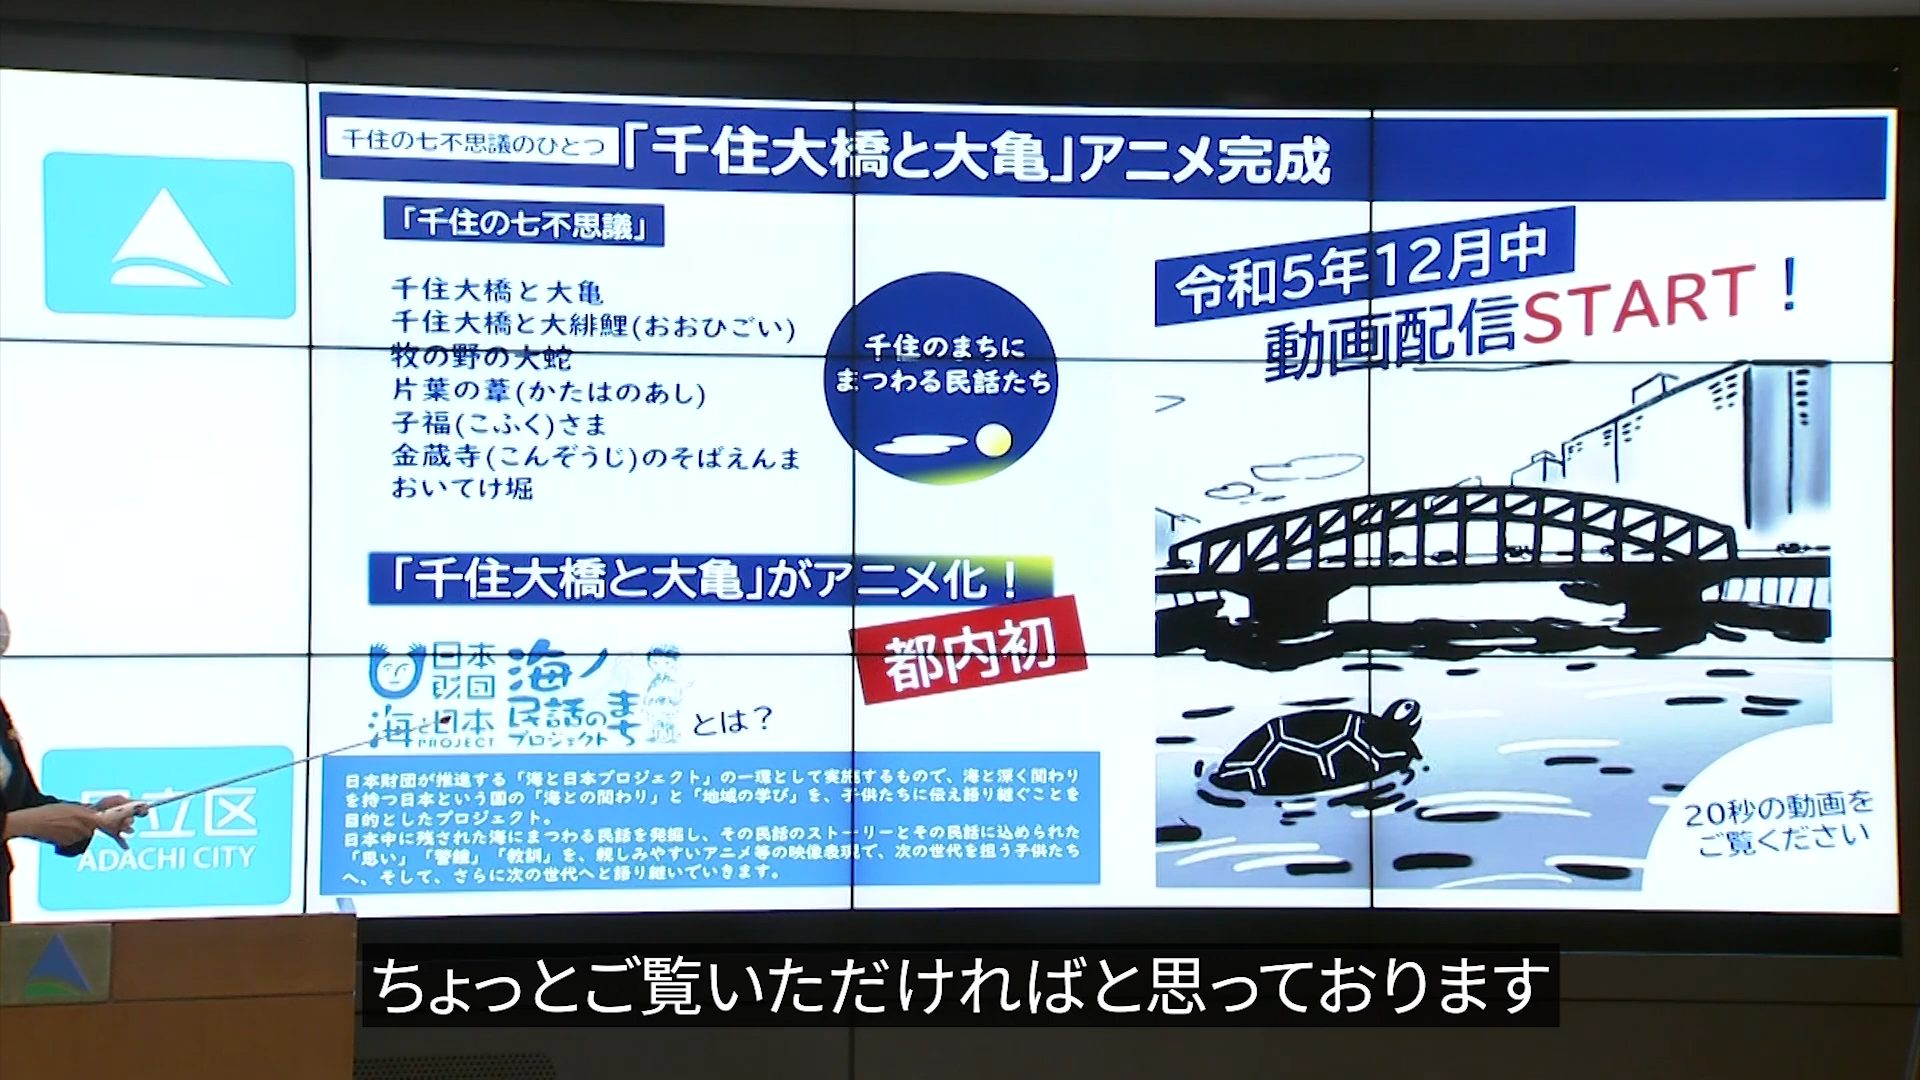 千住の七不思議のひとつ「千住大橋と大亀」アニメ完成
「千住の七不思議」
千住大橋と大亀
千住大橋と大緋鯉(おおひごい)
牧の野の大蛇
片葉の葦(かたはのあし)
子福(こふく)さま
金蔵寺(こんぞうじ)のそばえんま
おいてけ堀
千住のまちに
まつわる民話たち
令和5年12月中
動画配信START！
「千住大橋と大亀」がアニメ化！
都内初
日本
財団
海と日本
PROJECT
海ノ
民話の
まち
プロジェクト
とは？
日本財団が推進する「海と日本プロジェクト」の一環として実施するもので、海と深く関わり
を持つ日本という国の「海との関わり」と「地域の学び」を、子供たちに伝え語り継ぐことを
目的としたプロジェクト。
日本中に残された海にまつわる民話を発掘し、その民話のストーリーとその民話に込められた
「思い」「警鐘」「教訓」を、親しみやすいアニメ等の映像表現で、次の世代を担う子供たち
へ、そして、さらに次の世代へと語り継いでいきます。
20秒の動画を
ご覧ください
立区
ADACHI CITY
ちょっとご覧いただければと思っております